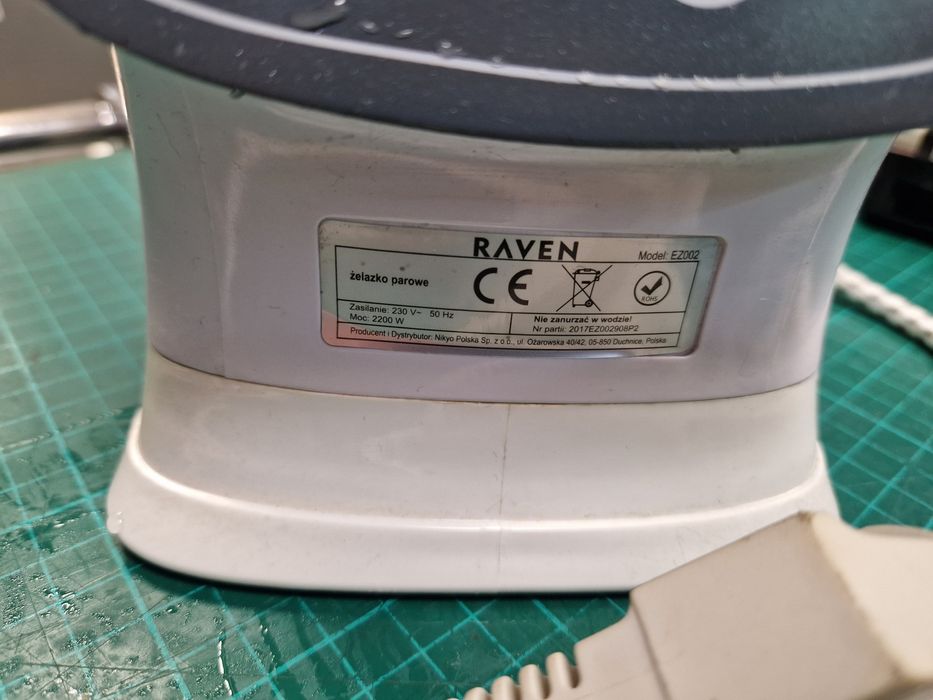 RAVEN
Model: EZ002
żelazko parowe
CE
ROHS
Zasilanie: 230 V~ 50 Hz
Moc: 2200 W
Nie zanurzać w wodzie!
Nr partii: 2017EZ002908P2
Producent i Dystrybutor: Nikyo Polska Sp. z o.o., ul. Ożarowska 40/42, 05-850 Duchnice, Polska